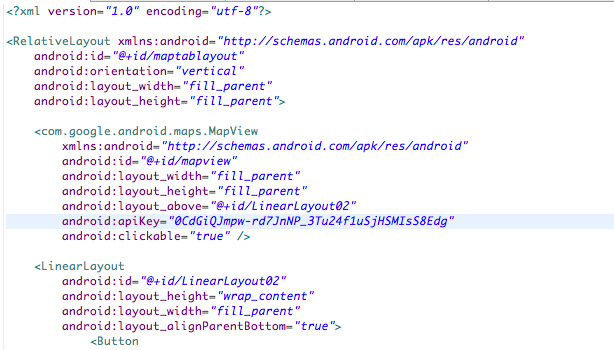 <?xml version="1.0" encoding="utf-8"?>
<RelativeLayout xmlns:android="http://schemas.android.com/apk/res/android"
android:id="@+id/maptablayout"
android:orientation="vertical"
android:layout_width="fill_parent"
android:layout_height="fill_parent">
<com.google.android.maps.MapView
xmlns:android="http://schemas.android.com/apk/res/android"
android:id="@+id/mapview"
android:layout_width="fill_parent"
android:layout_height="fill_parent"
android:layout_above="@+id/LinearLayout02"
android:apiKey="0CdGiQJmpw-rd7JnNP_3Tu24f1uSjHSMIsS8Edg"
android:clickable="true" />
<LinearLayout
android:id="@+id/LinearLayout02"
android:layout_height="wrap_content"
android:layout_width="fill_parent"
android:layout_alignParentBottom="true">
<Button